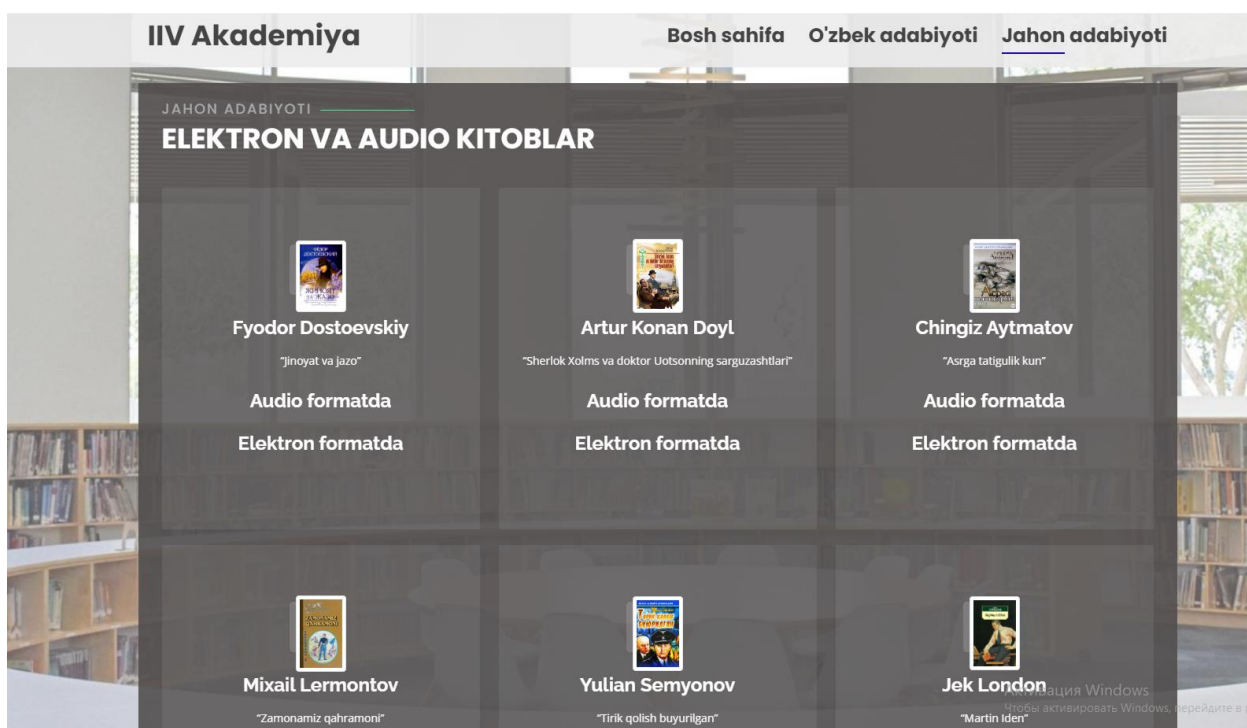 IIV Akademiya
Bosh sahifa O'zbek adabiyoti Jahon adabiyoti
JAHON ADABIYOTI
ELEKTRON VA AUDIO KITOBLAR
Fyodor Dostoevskiy
"Jinoyat va jazo"
Audio formatda
Elektron formatda
Artur Konan Doyl
"Sherlok Xolms va doktor Uotsonning sarguzashtlari"
Audio formatda
Elektron formatda
Chingiz Aytmatov
"Asrga tatigulik kun"
Audio formatda
Elektron formatda
Mixail Lermontov
"Zamonamiz qahramoni"
Yulian Semyonov
"Tirik qolish buyurilgan"
Jek London
"Martin Iden"
Активация Windows
Чтобы активировать Windows, перейдите в